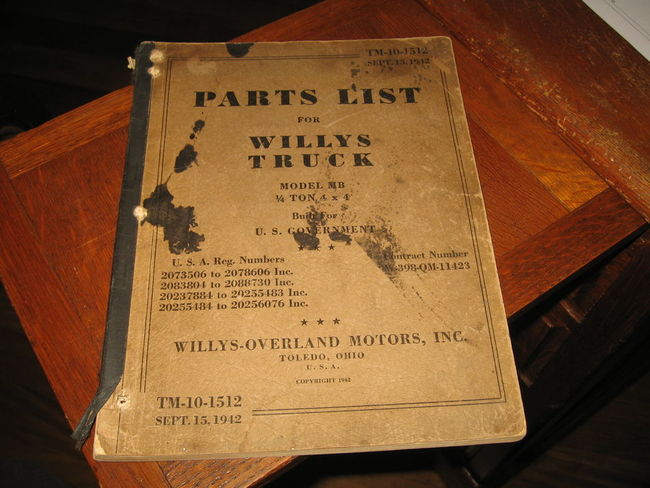 TM-10-1512
SEPT. 15, 1942
PARTS LIST
FOR
WILLYS
TRUCK
MODEL MB
¼ TON 4 x 4
Built For
U. S. GOVERNMENT
★ ★ ★
U. S. A. Reg. Numbers
2073506 to 2078606 Inc.
2083804 to 2088730 Inc.
20237884 to 20255483 Inc.
20255484 to 20256076 Inc.
Contract Number
W-398-QM-11423
★ ★ ★
WILLYS-OVERLAND MOTORS, INC.
TOLEDO, OHIO
U. S. A.
COPYRIGHT 1942
TM-10-1512
SEPT. 15, 1942